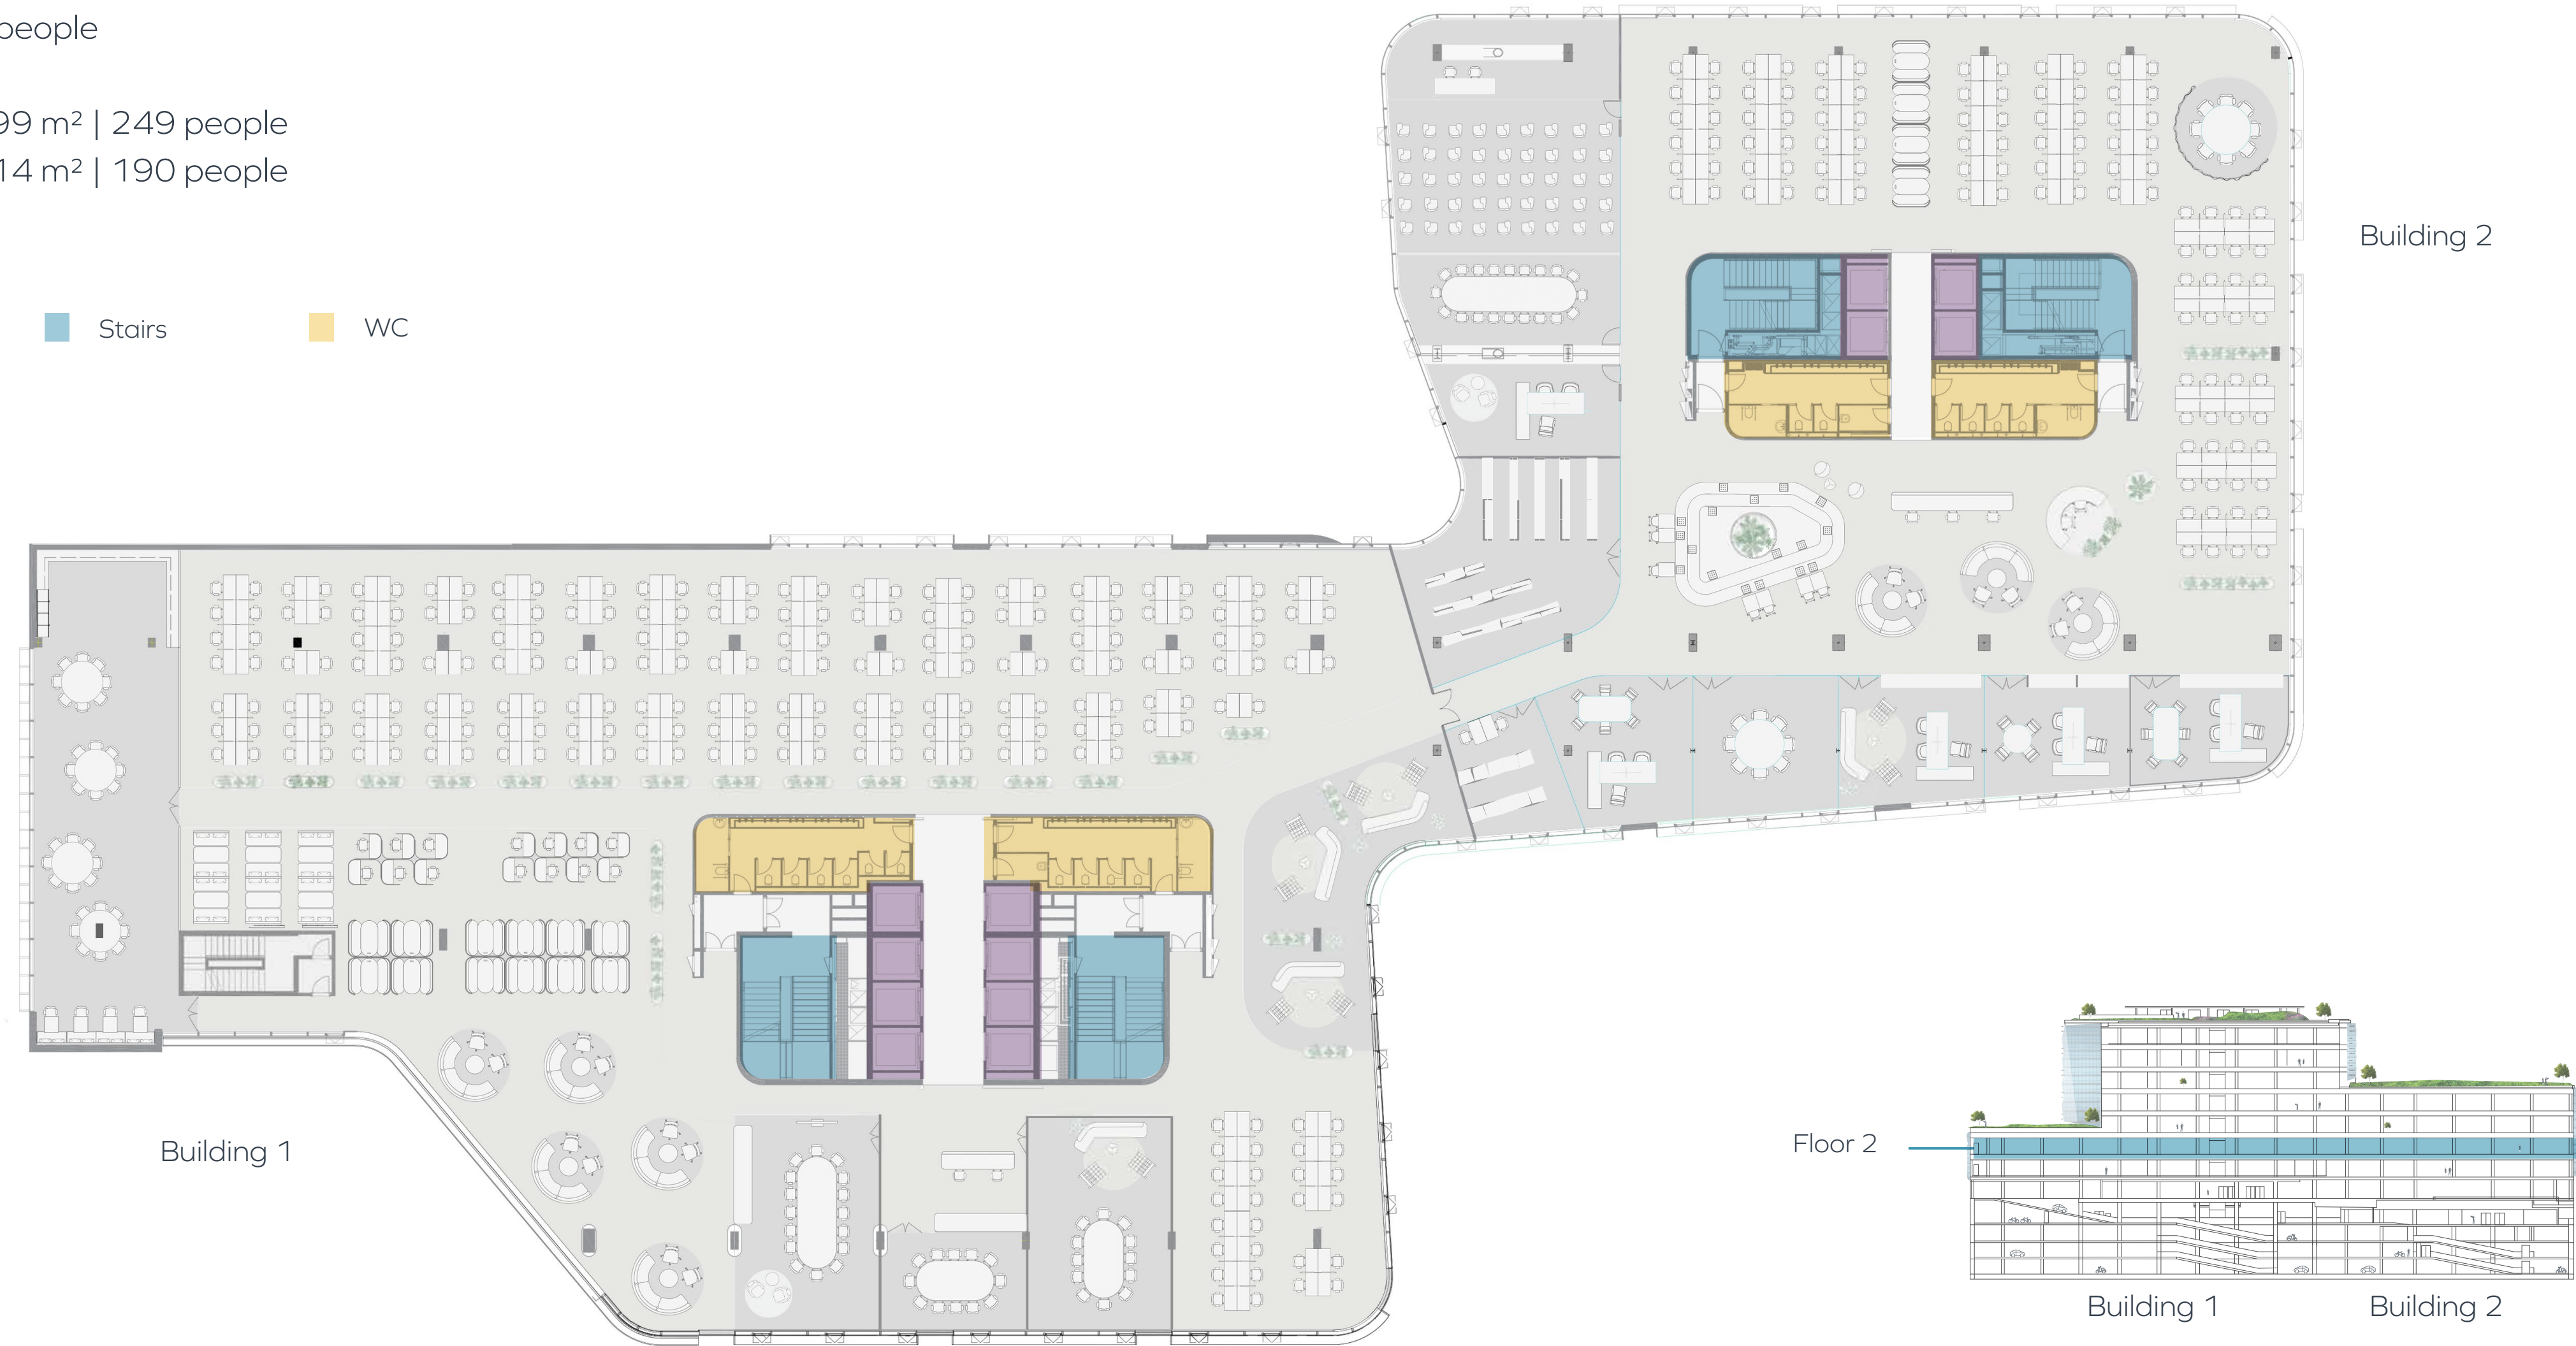 people
99 m² | 249 people
14 m² | 190 people
Stairs
WC
Building 2
Building 1
Floor 2
Building 1
Building 2